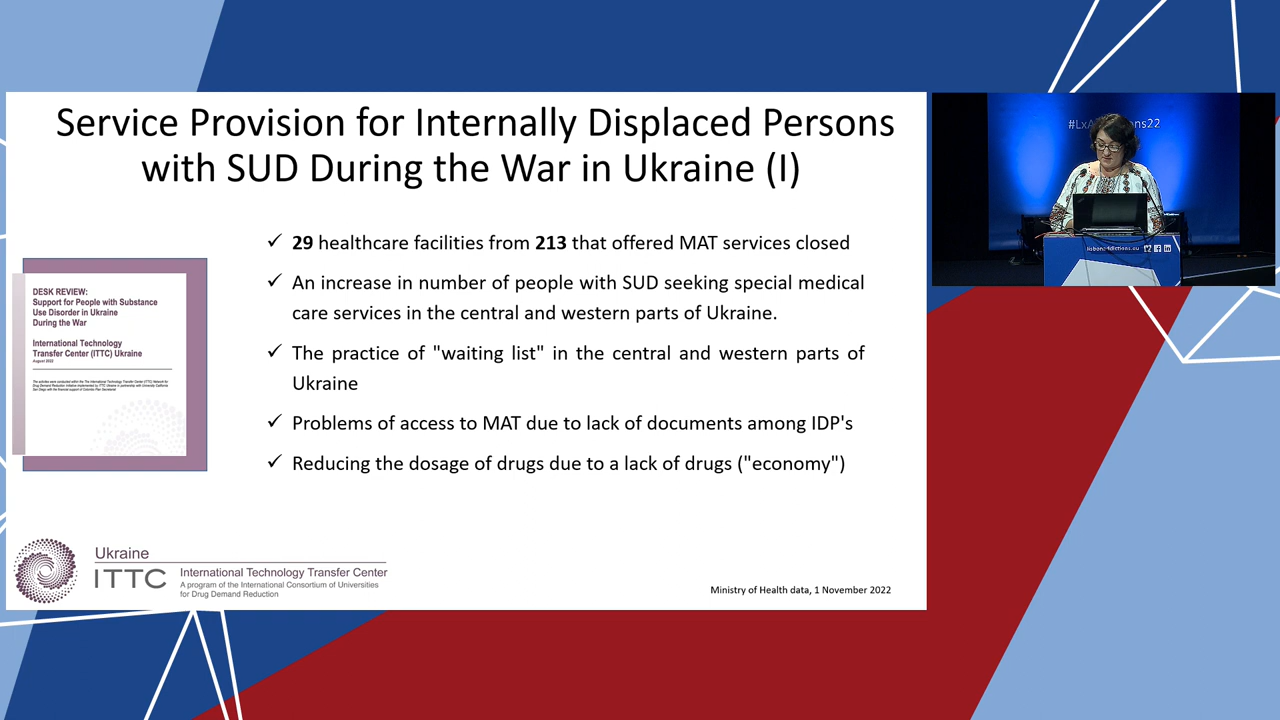 Service Provision for Internally Displaced Persons
with SUD During the War in Ukraine (I)
✓ 29 healthcare facilities from 213 that offered MAT services closed
✓ An increase in number of people with SUD seeking special medical
care services in the central and western parts of Ukraine.
✓ The practice of "waiting list" in the central and western parts of
Ukraine
✓ Problems of access to MAT due to lack of documents among IDP's
✓ Reducing the dosage of drugs due to a lack of drugs ("economy")
DESK REVIEW:
Support for People with Substance
Use Disorder in Ukraine
During the War
International Technology
Transfer Center (ITTC) Ukraine
August 2022
Ukraine
ITTC
International Technology Transfer Center
A program of the International Consortium of Universities
for Drug Demand Reduction
Ministry of Health data, 1 November 2022